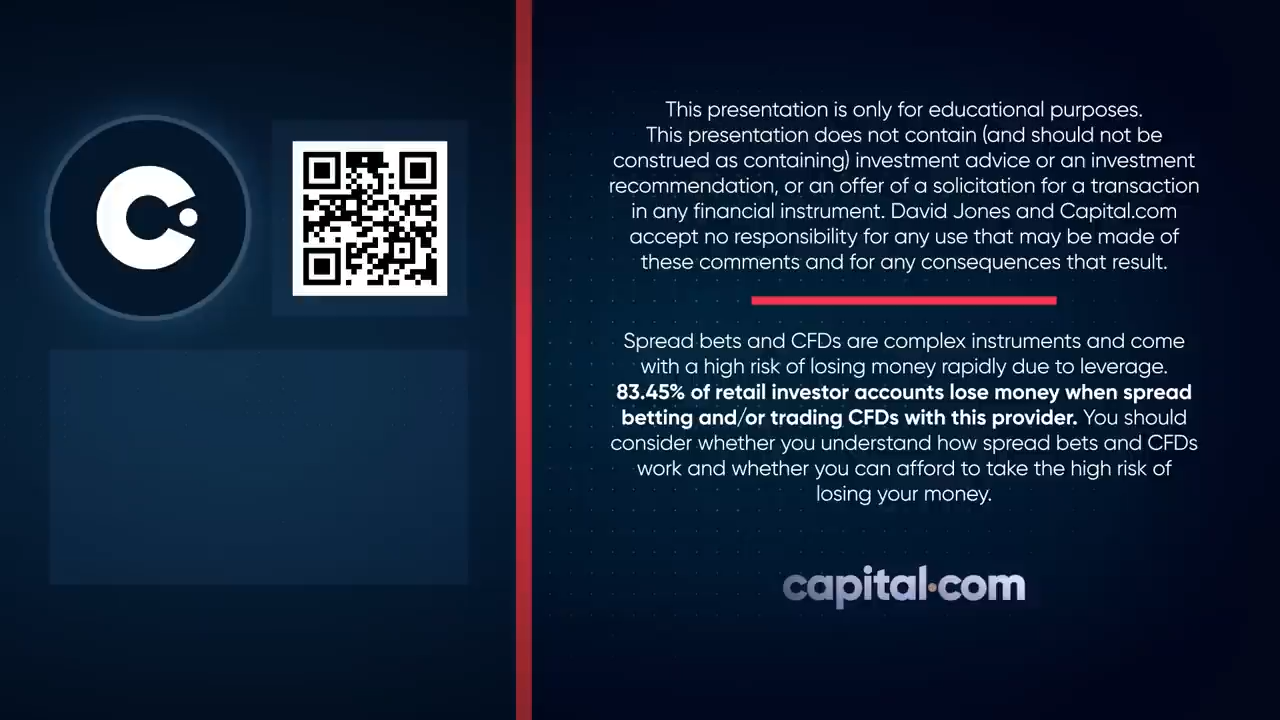 This presentation is only for educational purposes.
This presentation does not contain (and should not be
construed as containing) investment advice or an investment
recommendation, or an offer of a solicitation for a transaction
in any financial instrument. David Jones and Capital.com
accept no responsibility for any use that may be made of
these comments and for any consequences that result.
Spread bets and CFDs are complex instruments and come
with a high risk of losing money rapidly due to leverage.
83.45% of retail investor accounts lose money when spread
betting and/or trading CFDs with this provider. You should
consider whether you understand how spread bets and CFDs
work and whether you can afford to take the high risk of
losing your money.
capital.com